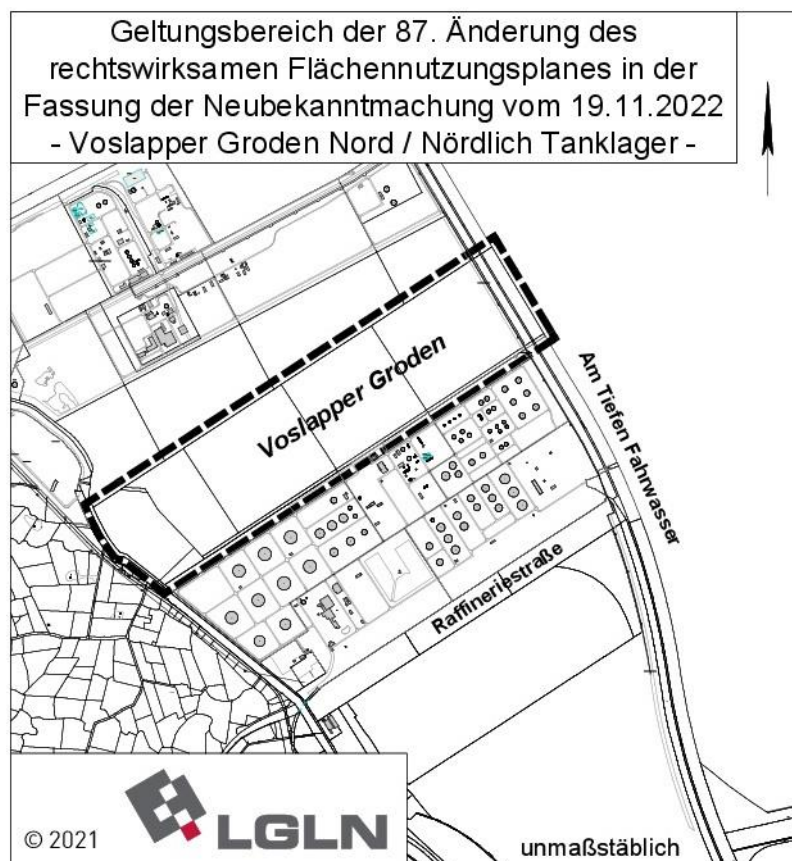 Geltungsbereich der 87. Änderung des
rechtswirksamen Flächennutzungsplanes in der
Fassung der Neubekanntmachung vom 19.11.2022
- Voslapper Groden Nord / Nördlich Tanklager -
Voslapper Groden
Am Tiefen Fahrwasser
Raffineriestraße
© 2021
LGLN
unmaßstäblich